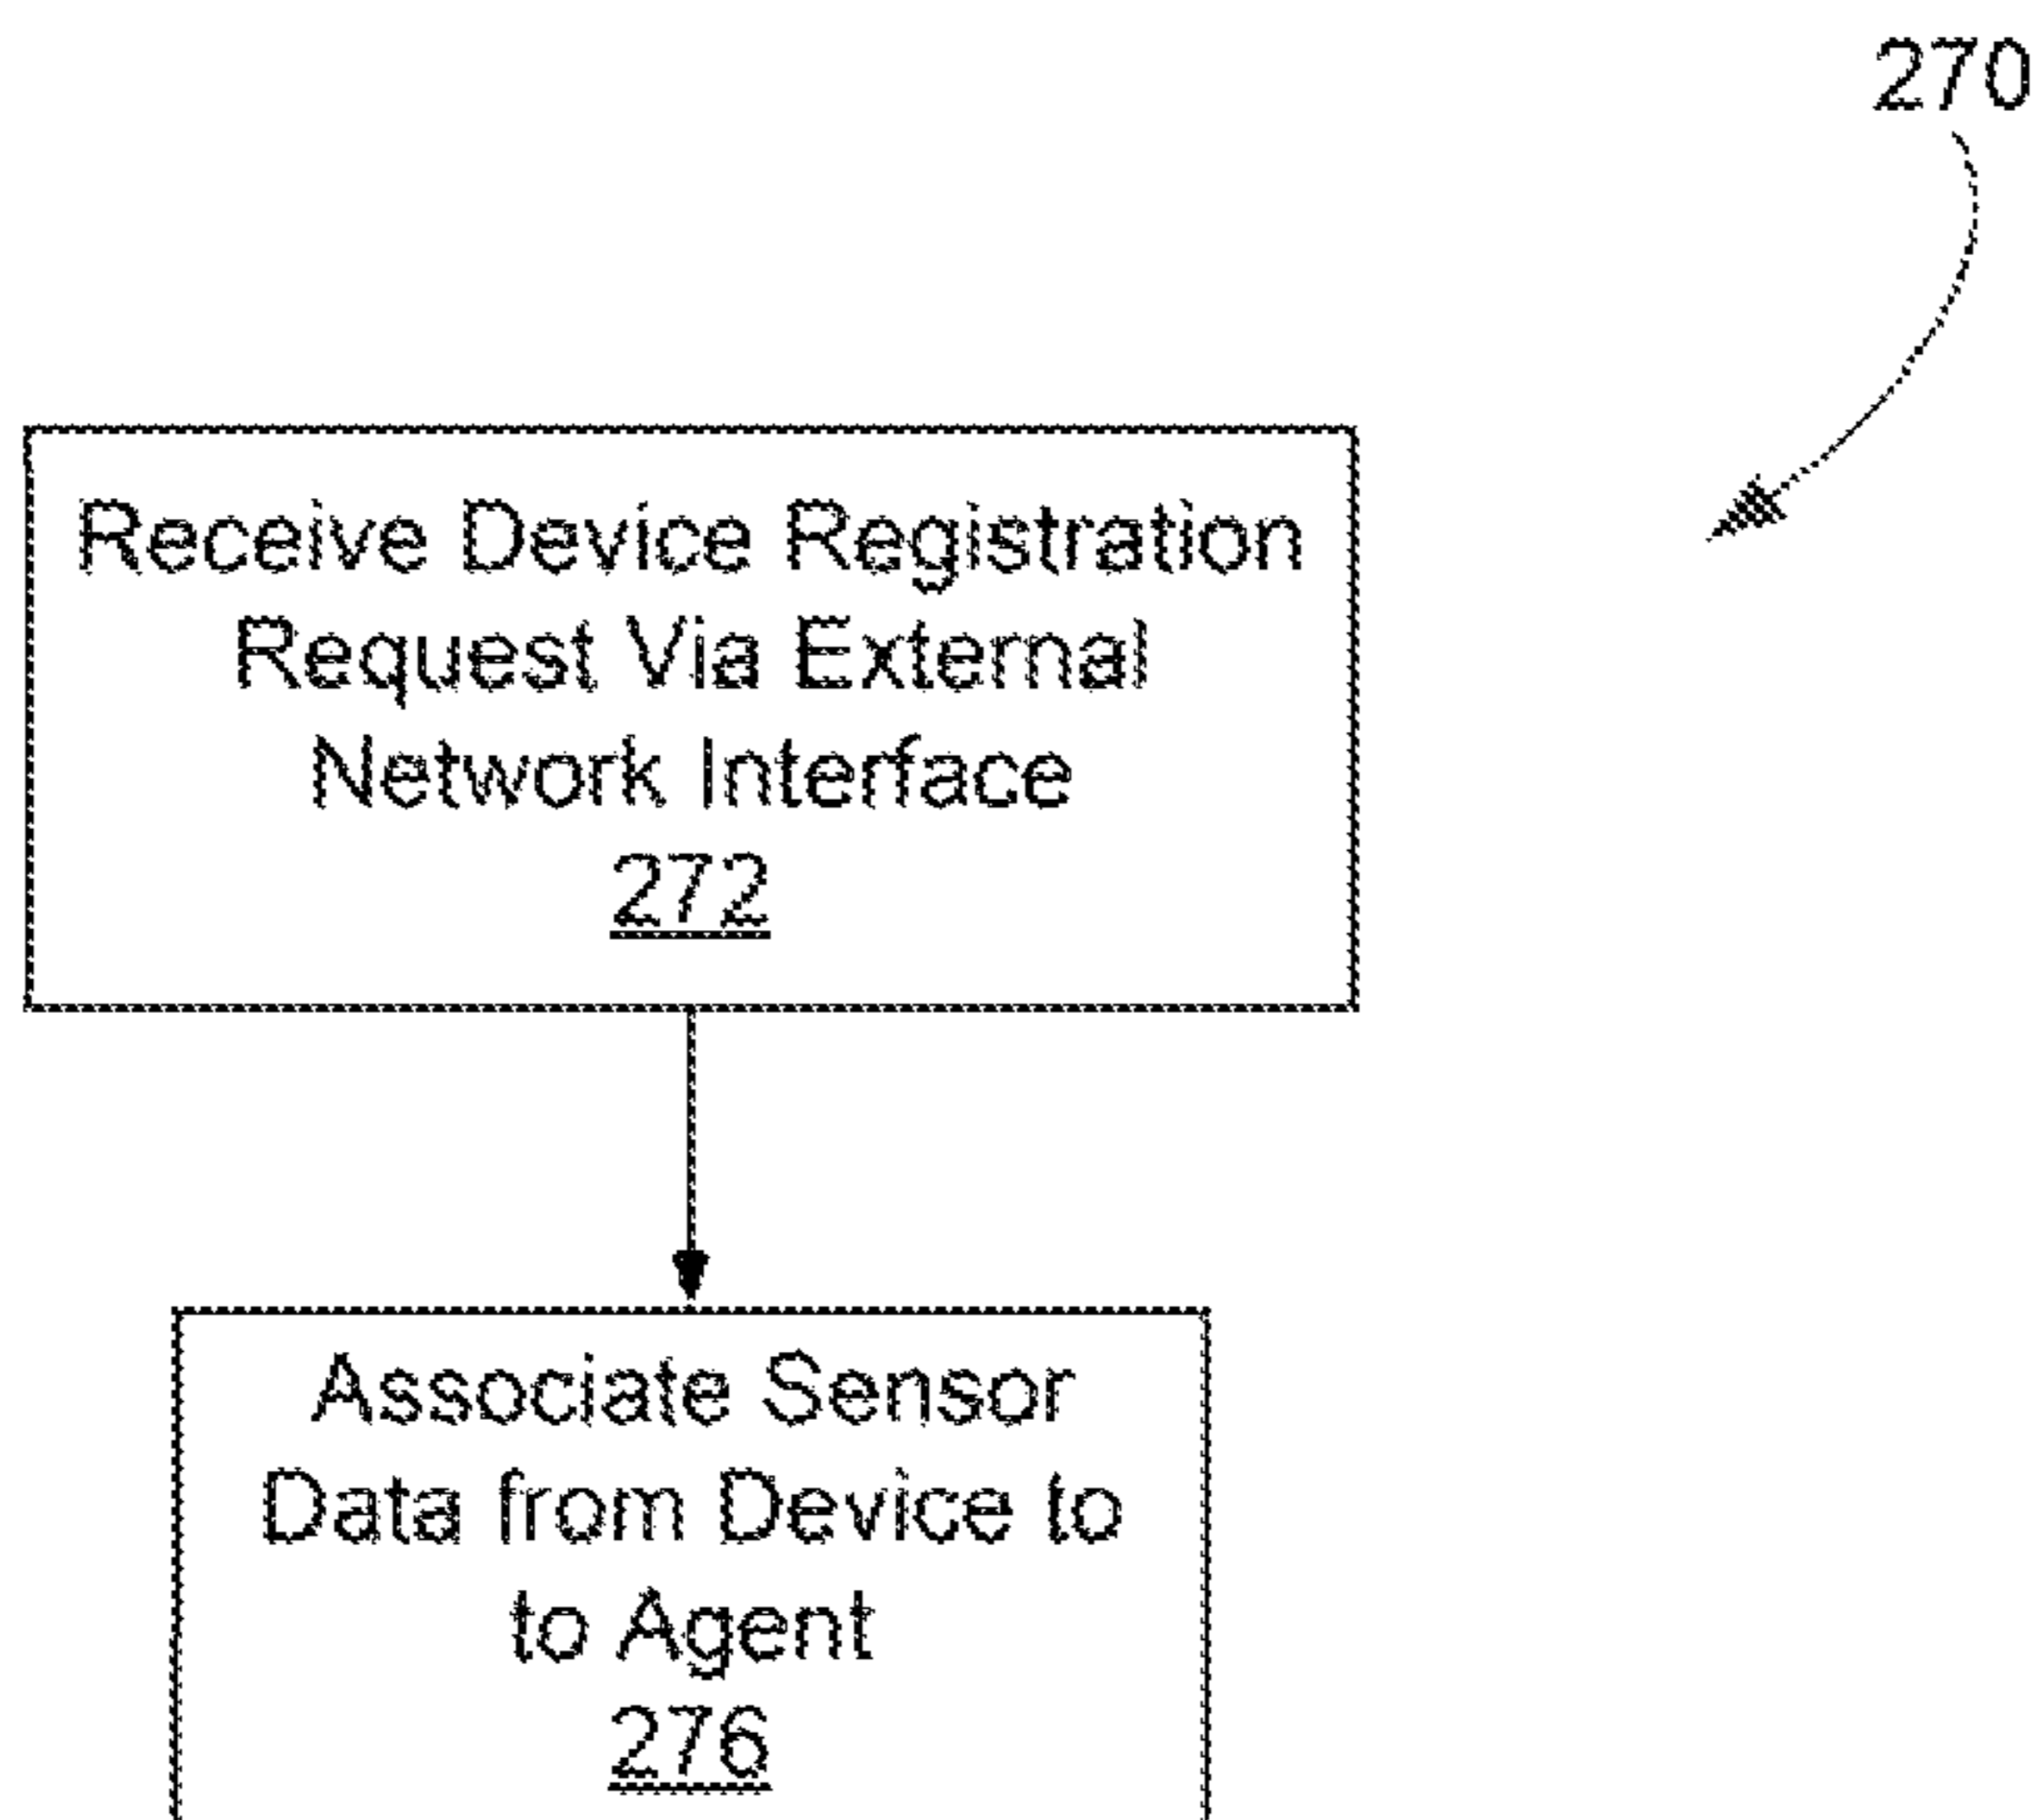 270
Receive Device Registration
Request Via External
Network Interface
272
Associate Sensor
Data from Device to
to Agent
276